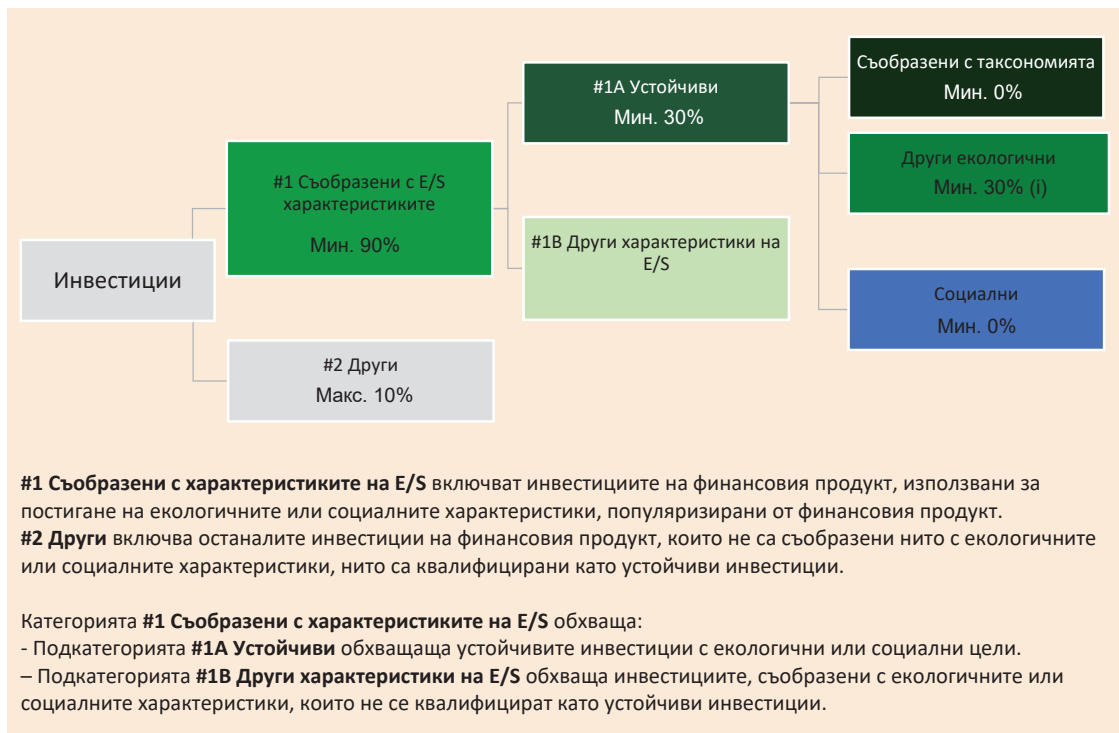 Съобразени с таксономията
Мин. 0%
#1A Устойчиви
Мин. 30%
Други екологични
Мин. 30% (i)
#1 Съобразени с E/S
характеристиките
Мин. 90%
#1B Други характеристики на
E/S
Инвестиции
Социални
Мин. 0%
#2 Други
Макс. 10%
#1 Съобразени с характеристиките на E/S включват инвестициите на финансовия продукт, използвани за
постигане на екологичните или социалните характеристики, популяризирани от финансовия продукт.
#2 Други включва останалите инвестиции на финансовия продукт, които не са съобразени нито с екологичните
или социалните характеристики, нито са квалифицирани като устойчиви инвестиции.
Категорията #1 Съобразени с характеристиките на E/S обхваща:
- Подкатегорията #1A Устойчиви обхващаща устойчивите инвестиции с екологични или социални цели.
– Подкатегорията #1B Други характеристики на E/S обхваща инвестициите, съобразени с екологичните или
социалните характеристики, които не се квалифицират като устойчиви инвестиции.